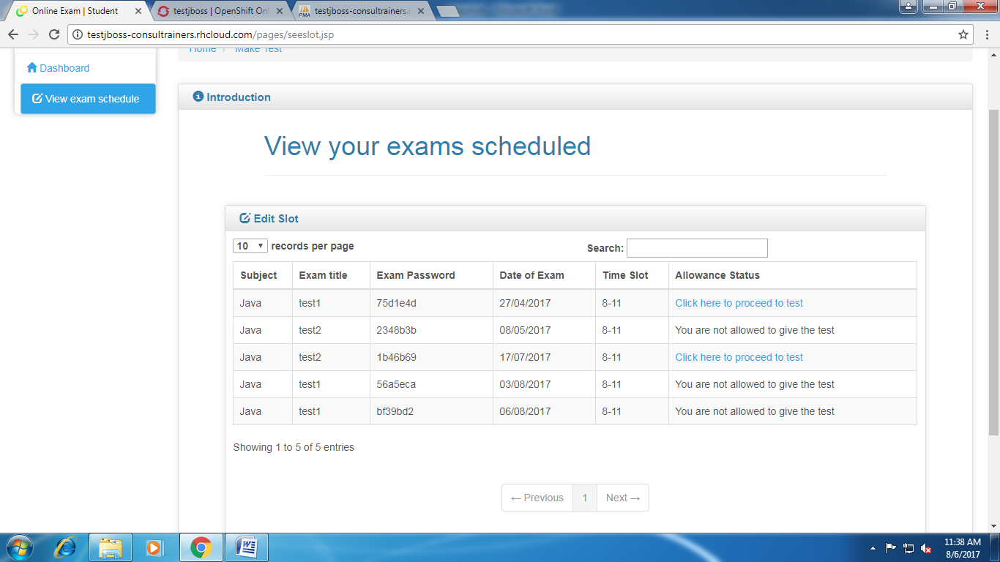 Online Exam | Student
testjboss | OpenShift Onl
testjboss-consultrainers.r
testjboss-consultrainers.rhcloud.com/pages/seeslot.jsp
Home / Make Test
Dashboard
View exam schedule
Introduction
View your exams scheduled
Edit Slot
10 records per page Search:
Subject Exam title Exam Password Date of Exam Time Slot Allowance Status
Java test1 75d1e4d 27/04/2017 8-11 Click here to proceed to test
Java test2 2348b3b 08/05/2017 8-11 You are not allowed to give the test
Java test2 1b46b69 17/07/2017 8-11 Click here to proceed to test
Java test1 56a5eca 03/08/2017 8-11 You are not allowed to give the test
Java test1 bf39bd2 06/08/2017 8-11 You are not allowed to give the test
Showing 1 to 5 of 5 entries
← Previous 1 Next →
11:38 AM
8/6/2017